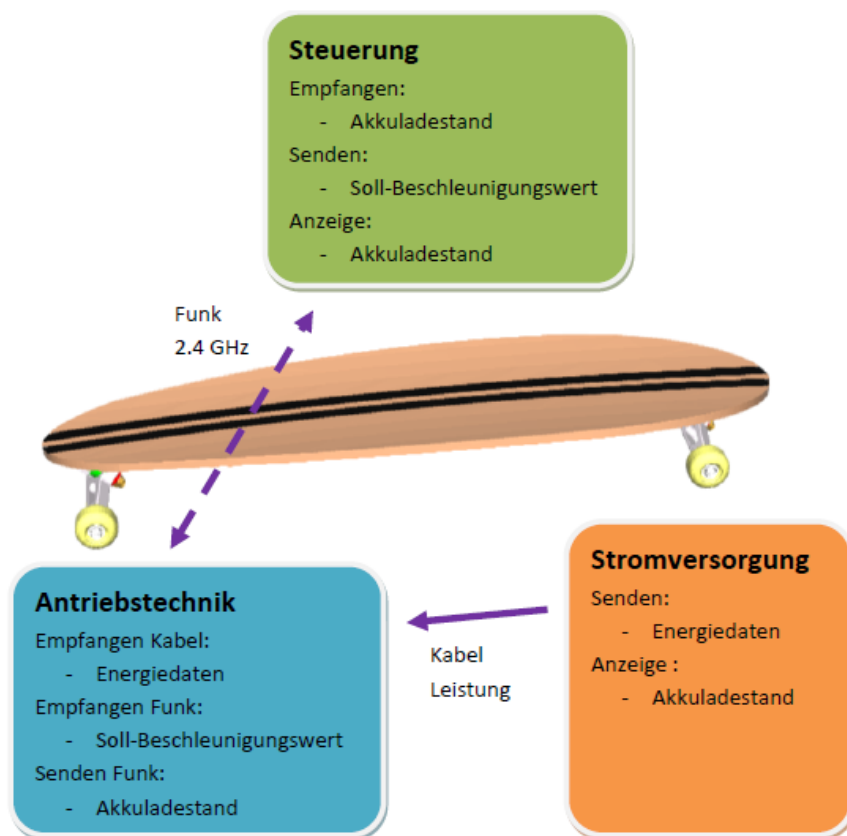 Steuerung
Empfangen:
- Akkuladestand
Senden:
- Soll-Beschleunigungswert
Anzeige:
- Akkuladestand
Funk
2.4 GHz
Antriebstechnik
Empfangen Kabel:
- Energiedaten
Empfangen Funk:
- Soll-Beschleunigungswert
Senden Funk:
- Akkuladestand
Kabel
Leistung
Stromversorgung
Senden:
- Energiedaten
Anzeige :
- Akkuladestand